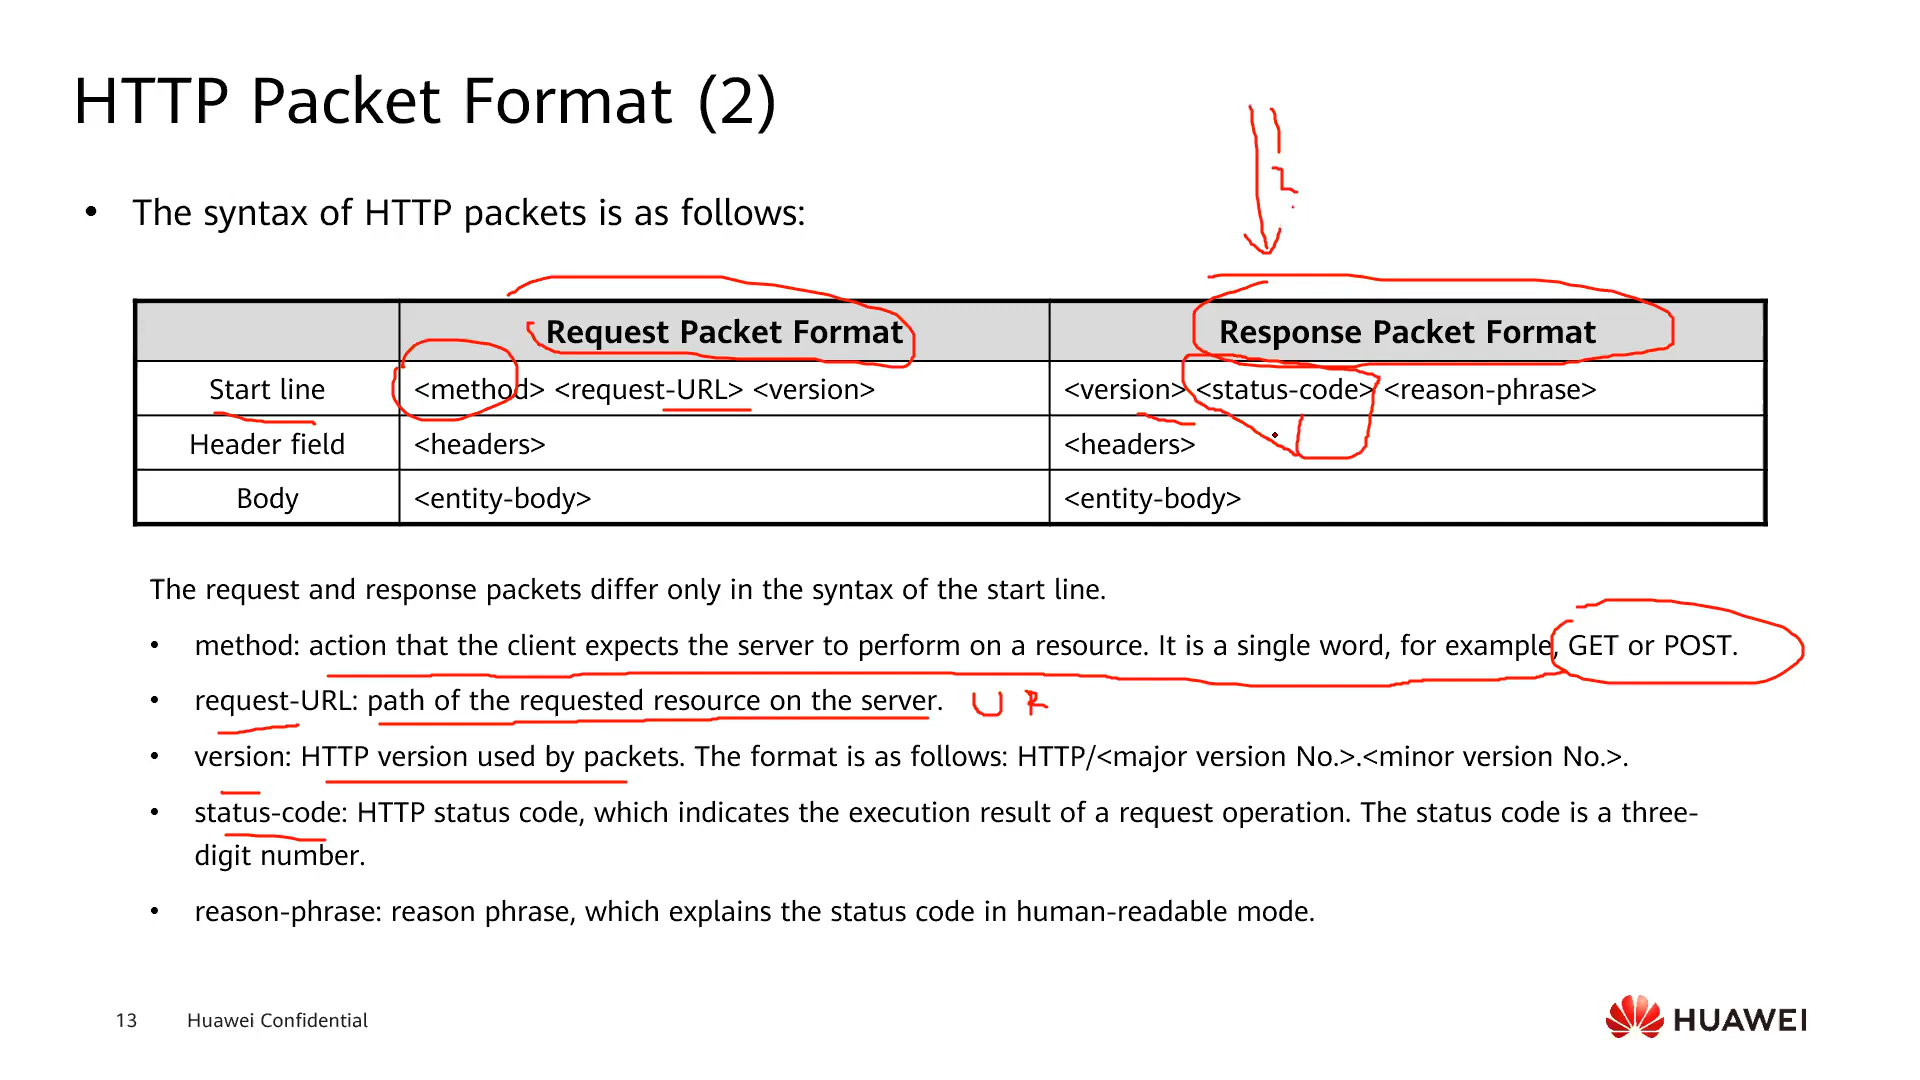 HTTP Packet Format (2)
• The syntax of HTTP packets is as follows:
Request Packet Format Response Packet Format
Start line <method> <request-URL> <version> <version> <status-code> <reason-phrase>
Header field <headers> <headers>
Body <entity-body> <entity-body>
The request and response packets differ only in the syntax of the start line.
• method: action that the client expects the server to perform on a resource. It is a single word, for example, GET or POST.
• request-URL: path of the requested resource on the server. U R
• version: HTTP version used by packets. The format is as follows: HTTP/<major version No.>.<minor version No.>.
• status-code: HTTP status code, which indicates the execution result of a request operation. The status code is a three-
digit number.
• reason-phrase: reason phrase, which explains the status code in human-readable mode.
13 Huawei Confidential
HUAWEI